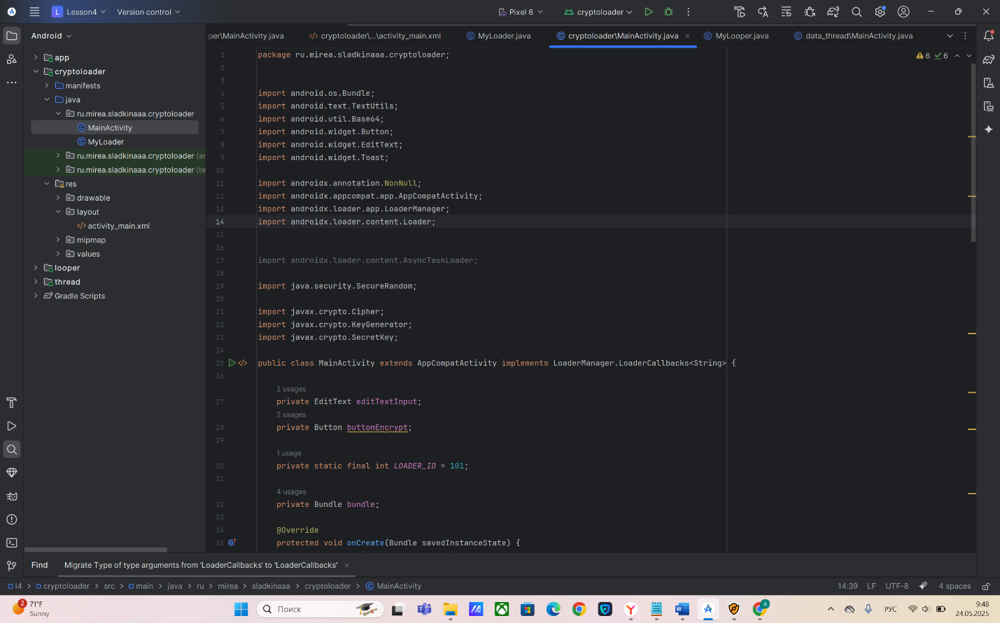 L Lesson4 Version control Pixel 6 cryptoloader
Android
per\MainActivity.java cryptoloader\...\activity_main.xml MyLoader.java cryptoloader\MainActivity.java MyLooper.java data_thread\MainActivity.java
app
cryptoloader
manifests
java
ru.mirea.sladkinaaa.cryptoloader
MainActivity
MyLoader
ru.mirea.sladkinaaa.cryptoloader (ar
ru.mirea.sladkinaaa.cryptoloader (te
res
drawable
layout
activity_main.xml
mipmap
values
looper
thread
Gradle Scripts
6 6
1 package ru.mirea.sladkinaaa.cryptoloader;
2
3
4 import android.os.Bundle;
5 import android.text.TextUtils;
6 import android.util.Base64;
7 import android.widget.Button;
8 import android.widget.EditText;
9 import android.widget.Toast;
10
11 import androidx.annotation.NonNull;
12 import androidx.appcompat.app.AppCompatActivity;
13 import androidx.loader.app.LoaderManager;
14 import androidx.loader.content.Loader;
15
16
17 import androidx.loader.content.AsyncTaskLoader;
18
19 import java.security.SecureRandom;
20
21 import javax.crypto.Cipher;
22 import javax.crypto.KeyGenerator;
23 import javax.crypto.SecretKey;
24
25 public class MainActivity extends AppCompatActivity implements LoaderManager.LoaderCallbacks<String> {
26
2 usages
27 private EditText editTextInput;
2 usages
28 private Button buttonEncrypt;
29
1 usage
30 private static final int LOADER_ID = 101;
31
4 usages
32 private Bundle bundle;
33
34 @Override
35 protected void onCreate(Bundle savedInstanceState) {
Find Migrate Type of type arguments from 'LoaderCallbacks' to 'LoaderCallbacks'
l4 cryptoloader src main java ru mirea sladkinaaa cryptoloader MainActivity 14:39 LF UTF-8 4 spaces
2 71°F
Sunny
Поиск
A
РУС
9:48
24.05.2025